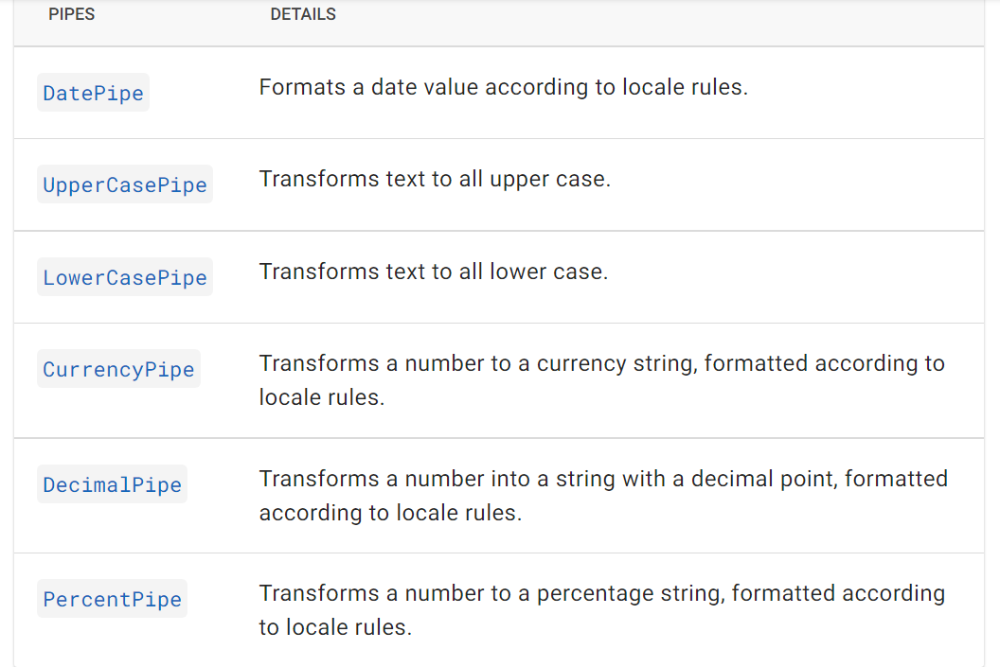 PIPES DETAILS
DatePipe Formats a date value according to locale rules.
UpperCasePipe Transforms text to all upper case.
LowerCasePipe Transforms text to all lower case.
CurrencyPipe Transforms a number to a currency string, formatted according to
locale rules.
DecimalPipe Transforms a number into a string with a decimal point, formatted
according to locale rules.
PercentPipe Transforms a number to a percentage string, formatted according
to locale rules.